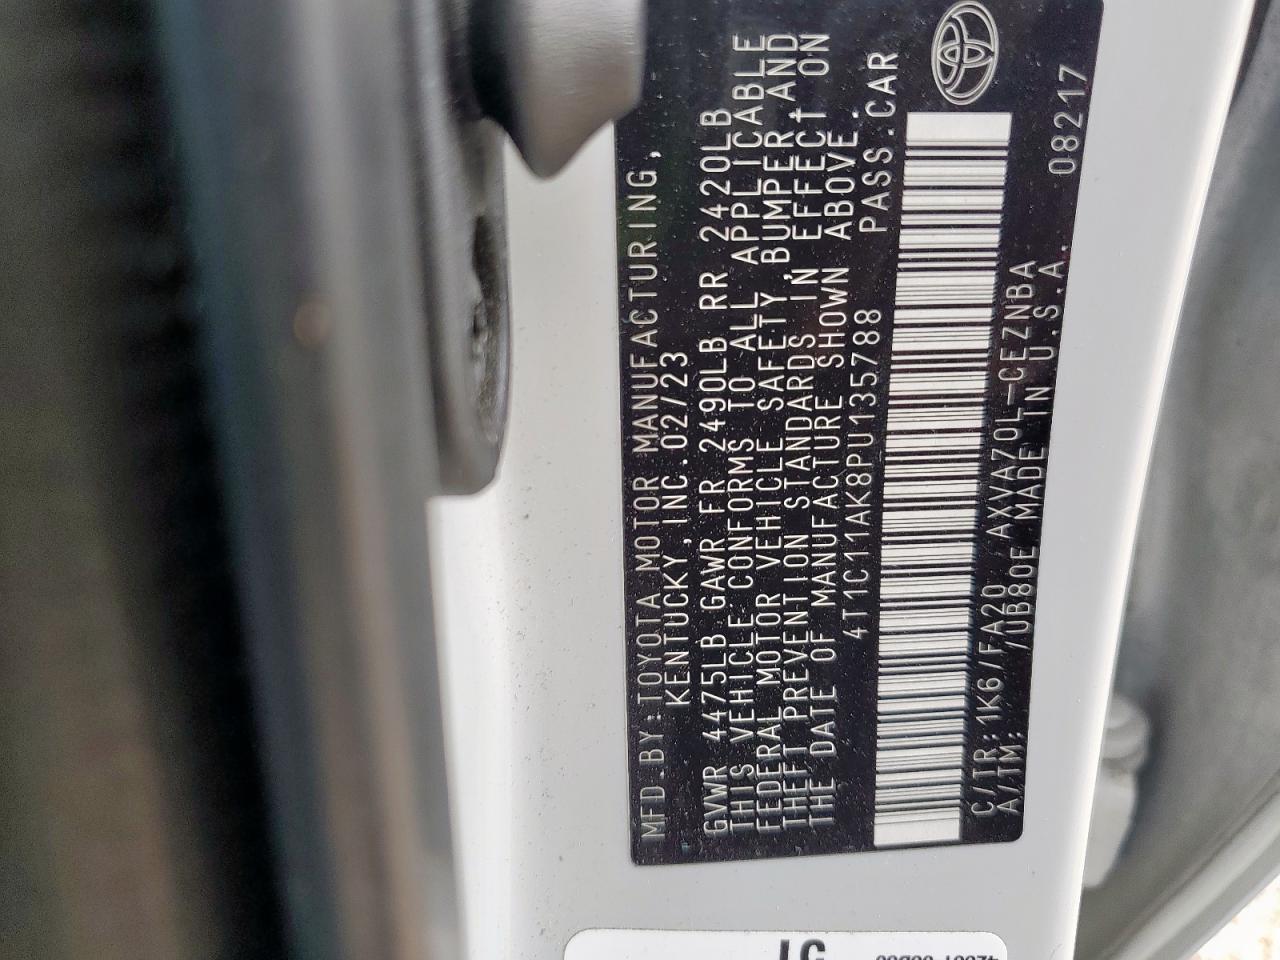 MFD.BY:TOYOTA MOTOR MANUFACTURING,
KENTUCKY,INC.02/23
GVWR 4475LB GAWR FR 2490LB RR 2420LB
THIS VEHICLE CONFORMS TO ALL APPLICABLE
FEDERAL MOTOR VEHICLE SAFETY,BUMPER,AND
THEFT PREVENTION STANDARDS IN EFFECT ON
THE DATE OF MANUFACTURE SHOWN ABOVE.
4T1C11AK8PU135788 PASS.CAR
C/TR:1K6/FA20 AXVA70L-CEZNBA
A/TM: /UB80E MADE IN U.S.A. 08217